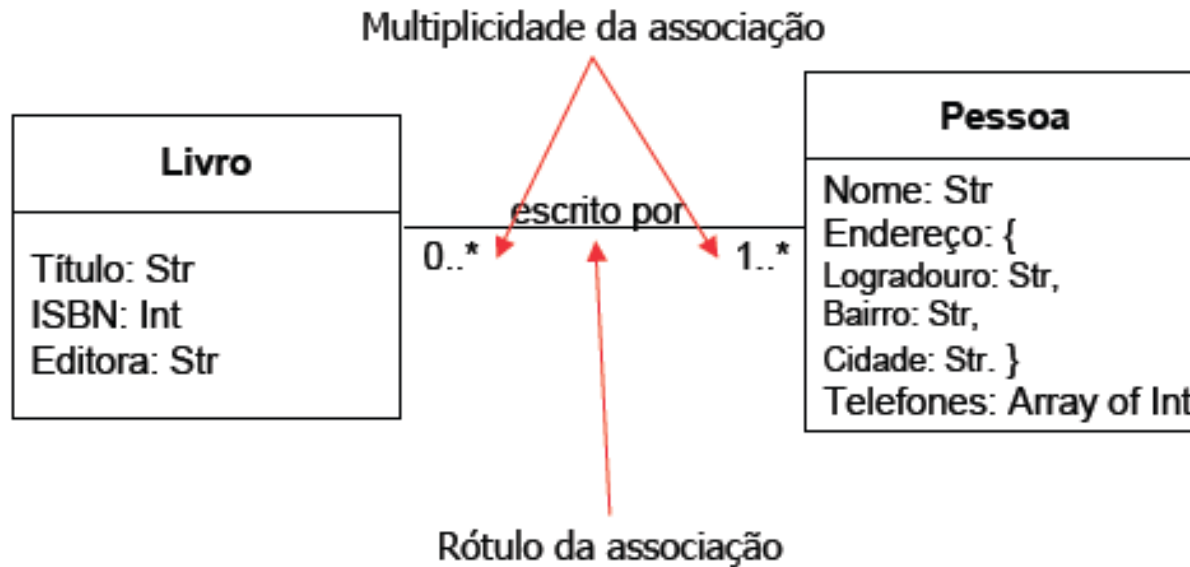 Multiplicidade da associação
Livro
Título: Str
ISBN: Int
Editora: Str
escrito por
0..*
1..*
Pessoa
Nome: Str
Endereço: {
Logradouro: Str,
Bairro: Str,
Cidade: Str. }
Telefones: Array of Int
Rótulo da associação